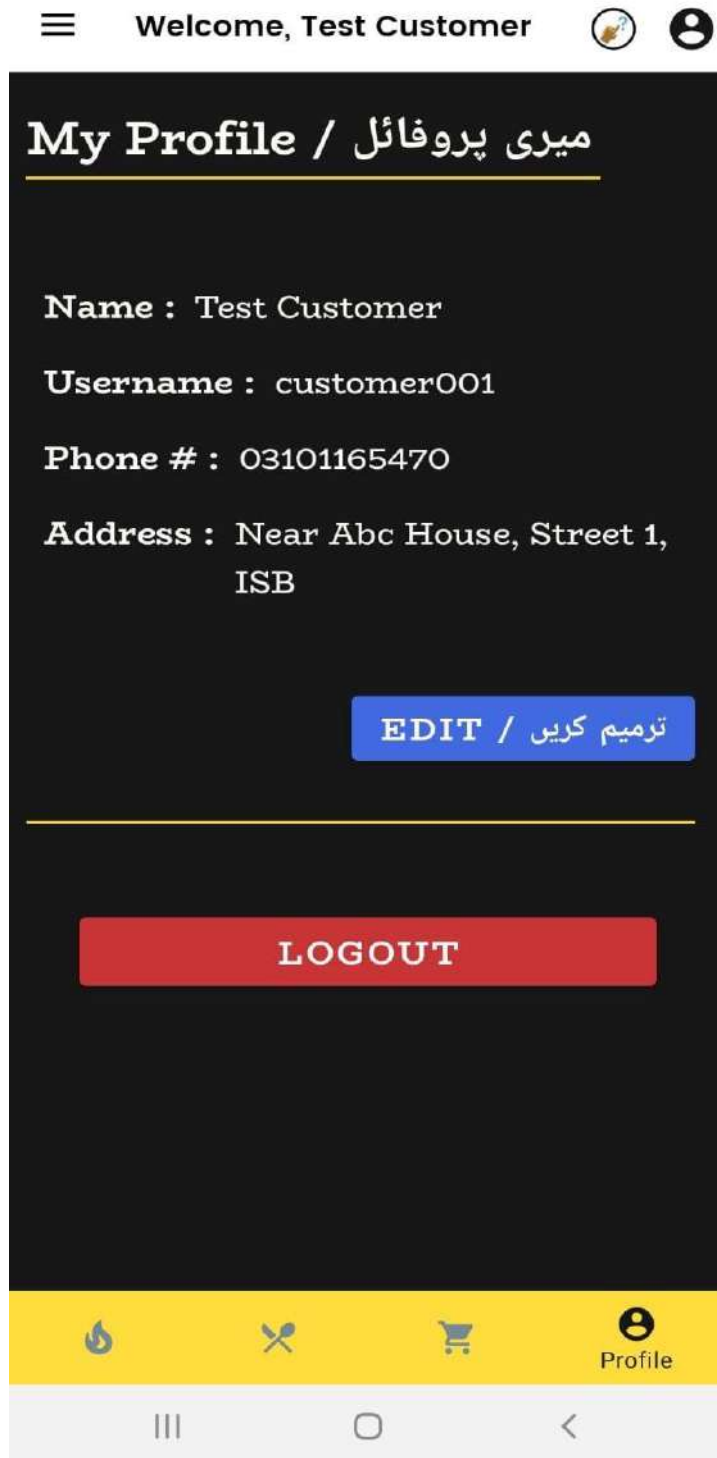 Welcome, Test Customer
My Profile / میری پروفائل
Name : Test Customer
Username : customer001
Phone # : 03101165470
Address : Near Abc House, Street 1,
ISB
EDIT / ترمیم کریں
LOGOUT
Profile